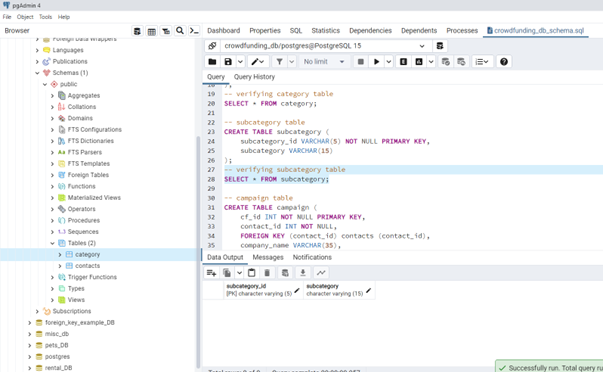 pgAdmin 4
File Object Tools Help
Browser
Dashboard Properties SQL Statistics Dependencies Dependents Processes crowdfunding_db_schema.sql
crowdfunding_db/postgres@PostgreSQL 15
No limit
Query Query History
Foreign Data Wrappers
Languages
Publications
Schemas (1)
public
Aggregates
Collations
Domains
FTS Configurations
FTS Dictionaries
FTS Parsers
FTS Templates
Foreign Tables
Functions
Materialized Views
Operators
Procedures
1..3 Sequences
Tables (2)
category
contacts
Trigger Functions
Types
Views
Subscriptions
foreign_key_example_DB
misc_db
pets_DB
postgres
rental_DB
18 );
19 -- verifying category table
20 SELECT * FROM category;
21
22 -- subcategory table
23 CREATE TABLE subcategory (
24 subcategory_id VARCHAR(5) NOT NULL PRIMARY KEY,
25 subcategory VARCHAR(15)
26 );
27 -- verifying subcategory table
28 SELECT * FROM subcategory;
29
30 -- campaign table
31 CREATE TABLE campaign (
32 cf_id INT NOT NULL PRIMARY KEY,
33 contact_id INT NOT NULL,
34 FOREIGN KEY (contact_id) contacts (contact_id),
35 company_name VARCHAR(35),
Data Output Messages Notifications
subcategory_id
[PK] character varying (5)
subcategory
character varying (15)
Successfully run. Total query ru